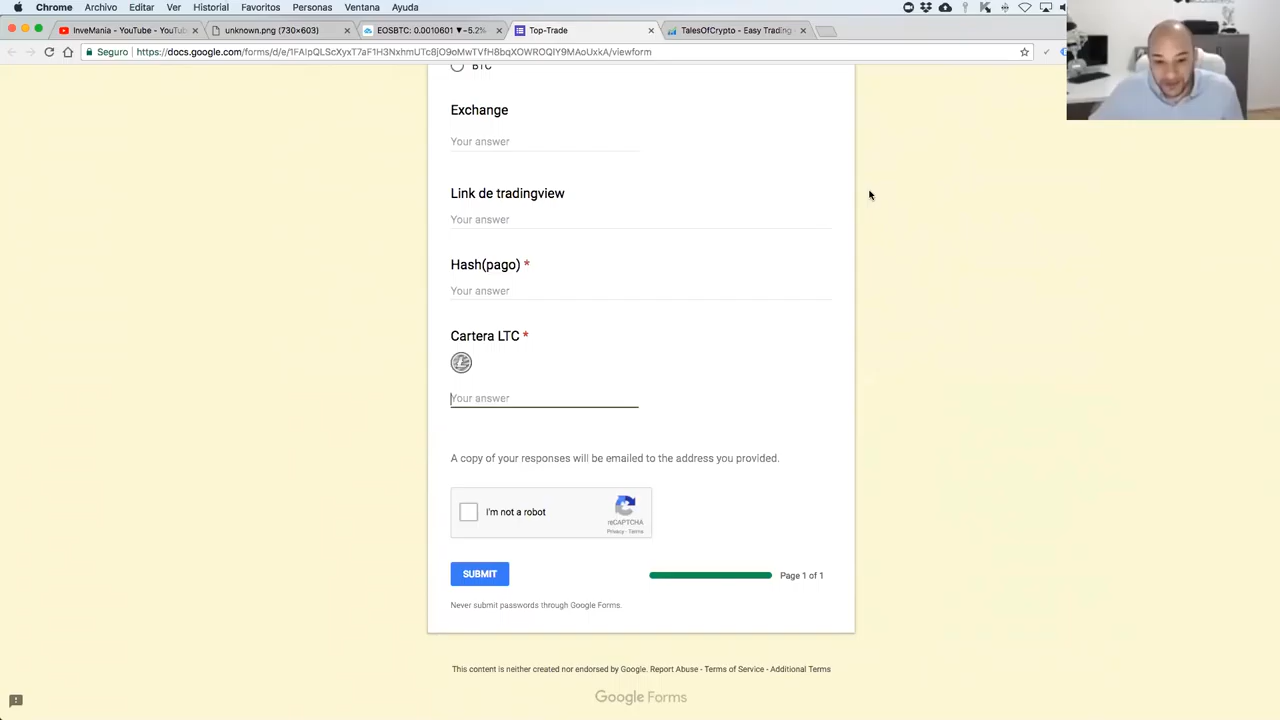 Chrome Archivo Editar Ver Historial Favoritos Personas Ventana Ayuda
InveMania - YouTube - YouTu
unknown.png (730×603)
EOSBTC: 0.0010601 ▼−5.2%
Top-Trade
TalesOfCrypto - Easy Trading
Seguro https://docs.google.com/forms/d/e/1FAIpQLScXyxT7aF1H3NxhmUTc8jO9oMwTVfH8bqXOWROQIY9MAoUxkA/viewform
BTC
Exchange
Your answer
Link de tradingview
Your answer
Hash(pago) *
Your answer
Cartera LTC *
Your answer
A copy of your responses will be emailed to the address you provided.
I'm not a robot
reCAPTCHA
Privacy - Terms
SUBMIT
Page 1 of 1
Never submit passwords through Google Forms.
This content is neither created nor endorsed by Google. Report Abuse - Terms of Service - Additional Terms
Google Forms